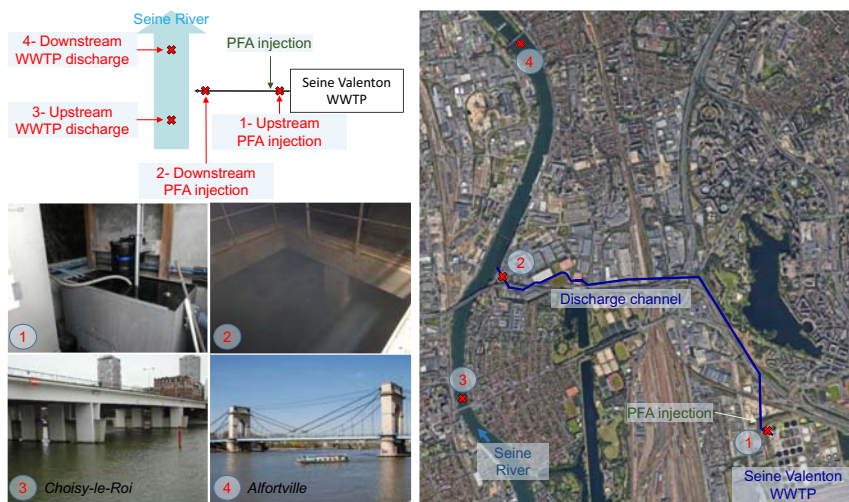 Seine River
4- Downstream
WWTP discharge
PFA injection
Seine Valenton
WWTP
3- Upstream
WWTP discharge
1- Upstream
PFA injection
2- Downstream
PFA injection
1
2
3
Choisy-le-Roi
4
Alfortville
4
2
Discharge channel
3
PFA injection
1
Seine
River
Seine Valenton
WWTP